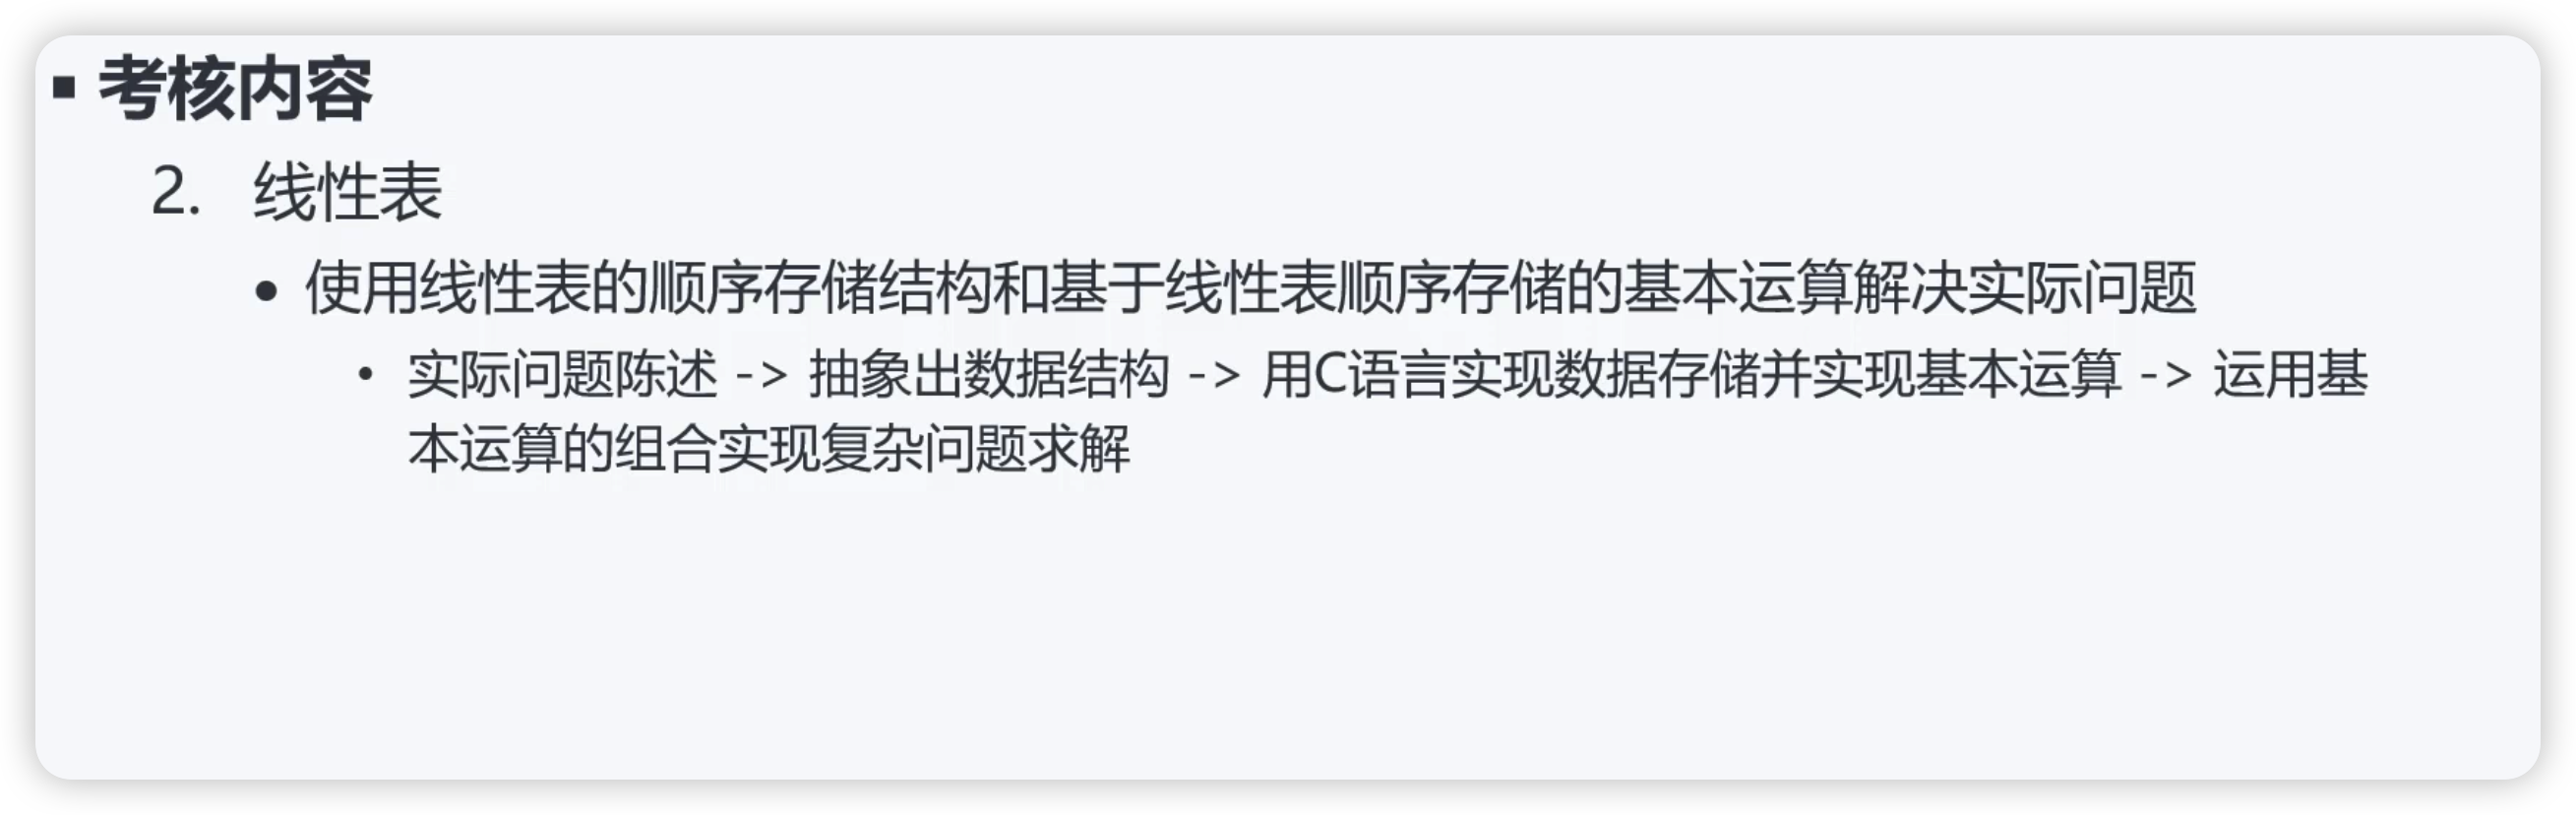 ▪ 考核内容
2. 线性表
• 使用线性表的顺序存储结构和基于线性表顺序存储的基本运算解决实际问题
• 实际问题陈述 -> 抽象出数据结构 -> 用C语言实现数据存储并实现基本运算 -> 运用基
本运算的组合实现复杂问题求解